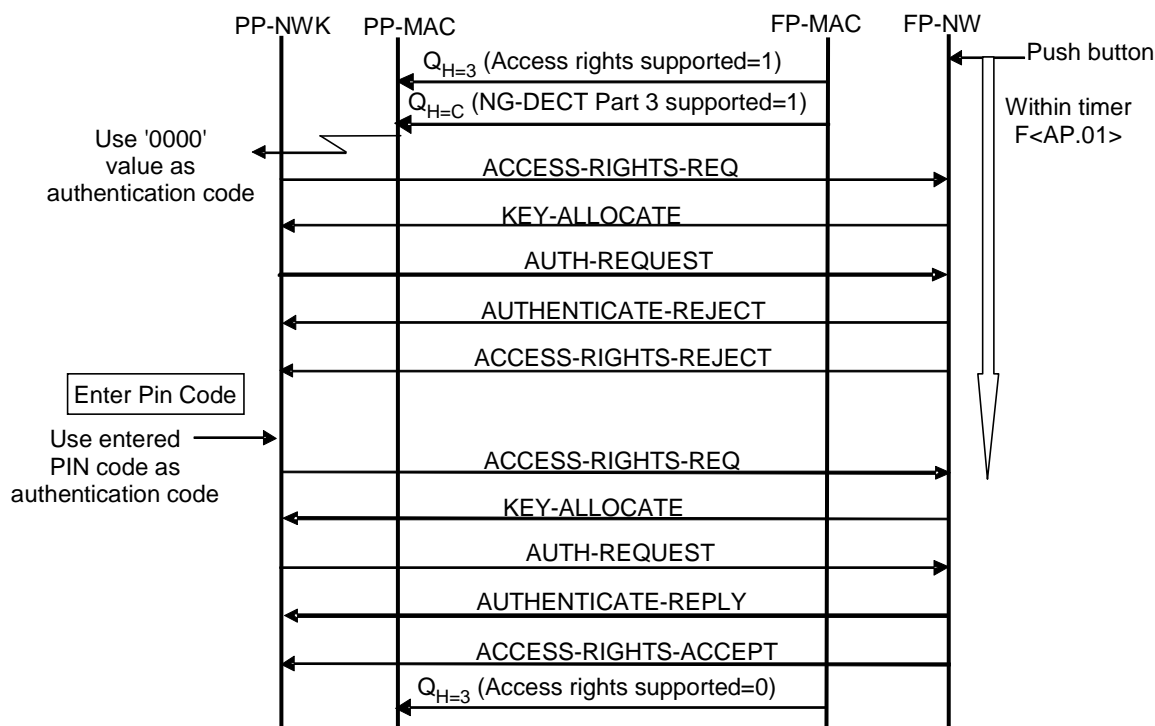 PP-NWK PP-MAC FP-MAC FP-NW
Push button
QH=3 (Access rights supported=1)
QH=C (NG-DECT Part 3 supported=1)
Within timer
F<AP.01>
Use '0000'
value as
authentication code
ACCESS-RIGHTS-REQ
KEY-ALLOCATE
AUTH-REQUEST
AUTHENTICATE-REJECT
ACCESS-RIGHTS-REJECT
Enter Pin Code
Use entered
PIN code as
authentication code
ACCESS-RIGHTS-REQ
KEY-ALLOCATE
AUTH-REQUEST
AUTHENTICATE-REPLY
ACCESS-RIGHTS-ACCEPT
QH=3 (Access rights supported=0)